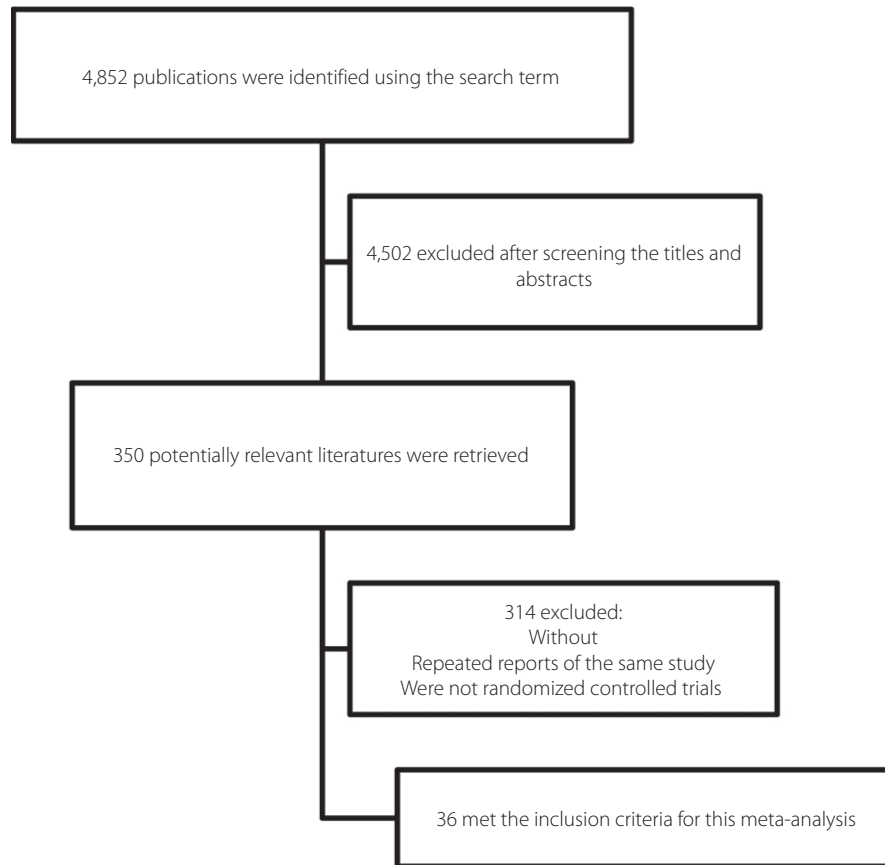 4,852 publications were identified using the search term
4,502 excluded after screening the titles and
abstracts
350 potentially relevant literatures were retrieved
314 excluded:
Without
Repeated reports of the same study
Were not randomized controlled trials
36 met the inclusion criteria for this meta-analysis